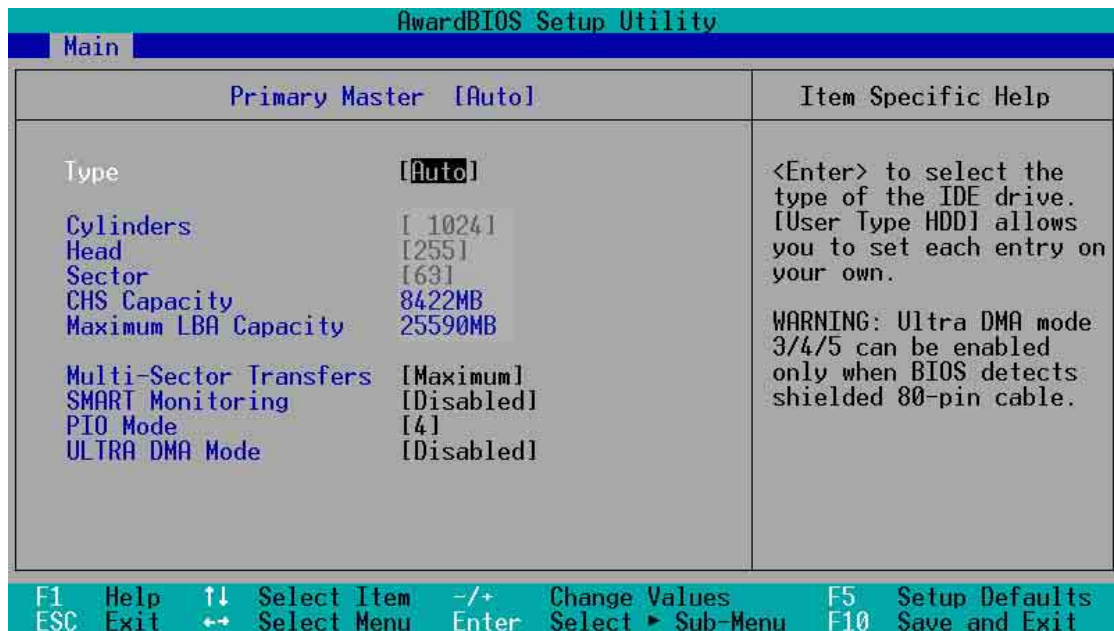 AwardBIOS Setup Utility
Main
Primary Master [Auto]
Type [Auto]
Cylinders [ 1024]
Head [255]
Sector [63]
CHS Capacity 8422MB
Maximum LBA Capacity 25590MB
Multi-Sector Transfers [Maximum]
SMART Monitoring [Disabled]
PIO Mode [4]
ULTRA DMA Mode [Disabled]
Item Specific Help
<Enter> to select the
type of the IDE drive.
[User Type HDD] allows
you to set each entry on
your own.
WARNING: Ultra DMA mode
3/4/5 can be enabled
only when BIOS detects
shielded 80-pin cable.
F1 Help ↑↓ Select Item -/+ Change Values F5 Setup Defaults
ESC Exit ←→ Select Menu Enter Select ► Sub-Menu F10 Save and Exit